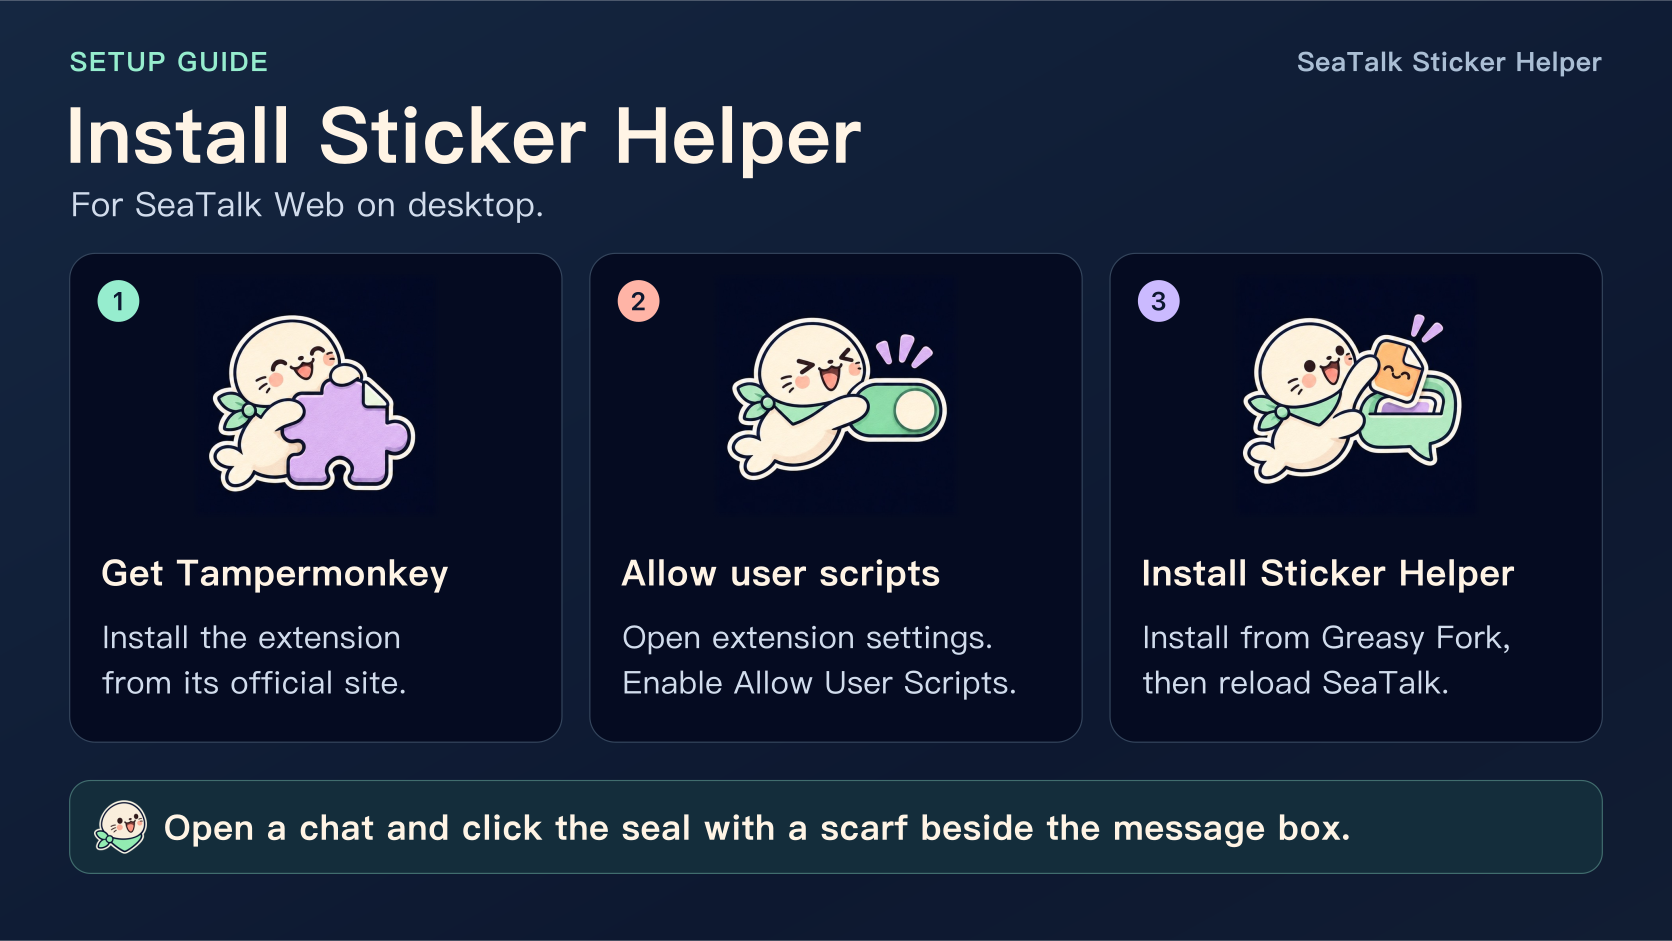 SETUP GUIDE
SeaTalk Sticker Helper
Install Sticker Helper
For SeaTalk Web on desktop.
1
Get Tampermonkey
Install the extension
from its official site.
2
Allow user scripts
Open extension settings.
Enable Allow User Scripts.
3
Install Sticker Helper
Install from Greasy Fork,
then reload SeaTalk.
Open a chat and click the seal with a scarf beside the message box.